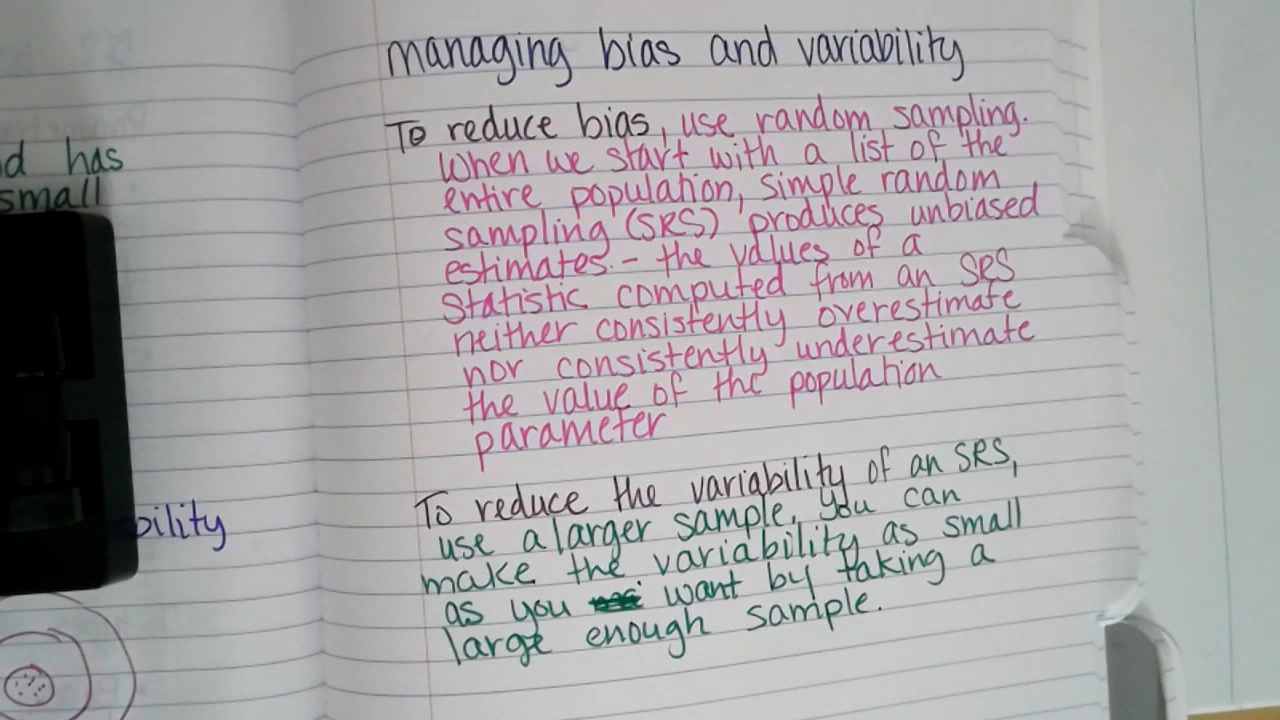 d has
small
bility
managing bias and variability
To reduce bias, use random sampling.
When we start with a list of the
entire population, simple random
sampling (SRS) produces unbiased
estimates. - the values of a
Statistic computed from an SRS
neither consistently overestimate
nor consistently underestimate
the value of the population
parameter
To reduce the variability of an SRS,
use a larger sample. You can
make the variability as small
as you want by taking a
large enough sample.